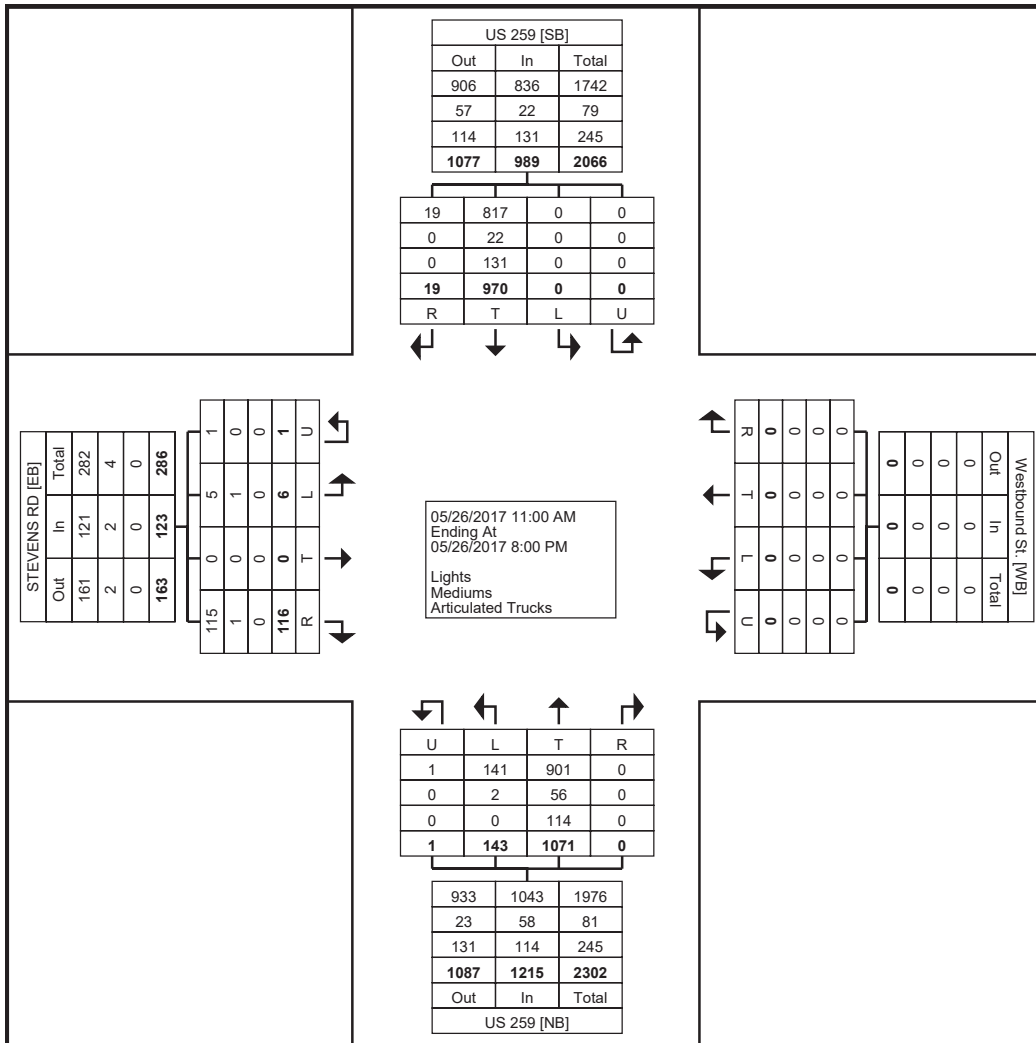 US 259 [SB]
Out In Total
906 836 1742
57 22 79
114 131 245
1077 989 2066
19 817 0 0
0 22 0 0
0 131 0 0
19 970 0 0
R T L U
STEVENS RD [EB]
Total In Out
282 121 161
4 2 2
0 0 0
286 123 163
1 5 0 115
0 1 0 1
0 0 0 0
1 6 0 116
U L T R
05/26/2017 11:00 AM
Ending At
05/26/2017 8:00 PM
Lights
Mediums
Articulated Trucks
Westbound St. [WB]
Out In Total
0 0 0
0 0 0
0 0 0
0 0 0
0 0 0 0
0 0 0 0
0 0 0 0
0 0 0 0
R T L U
U L T R
1 141 901 0
0 2 56 0
0 0 114 0
1 143 1071 0
933 1043 1976
23 58 81
131 114 245
1087 1215 2302
Out In Total
US 259 [NB]